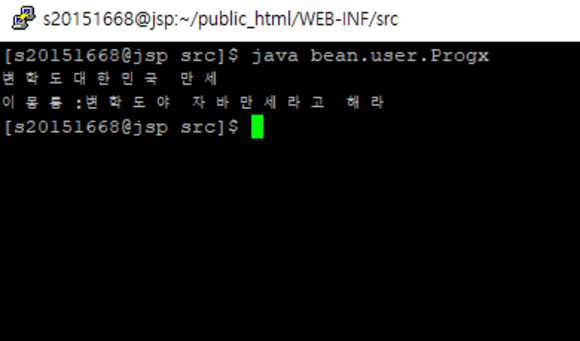 s20151668@jsp:~/public_html/WEB-INF/src
[s20151668@jsp src]$ java bean.user.Progx
변학도대한민국 만세
이몽룡:변학도야 자바만세라고 해라
[s20151668@jsp src]$